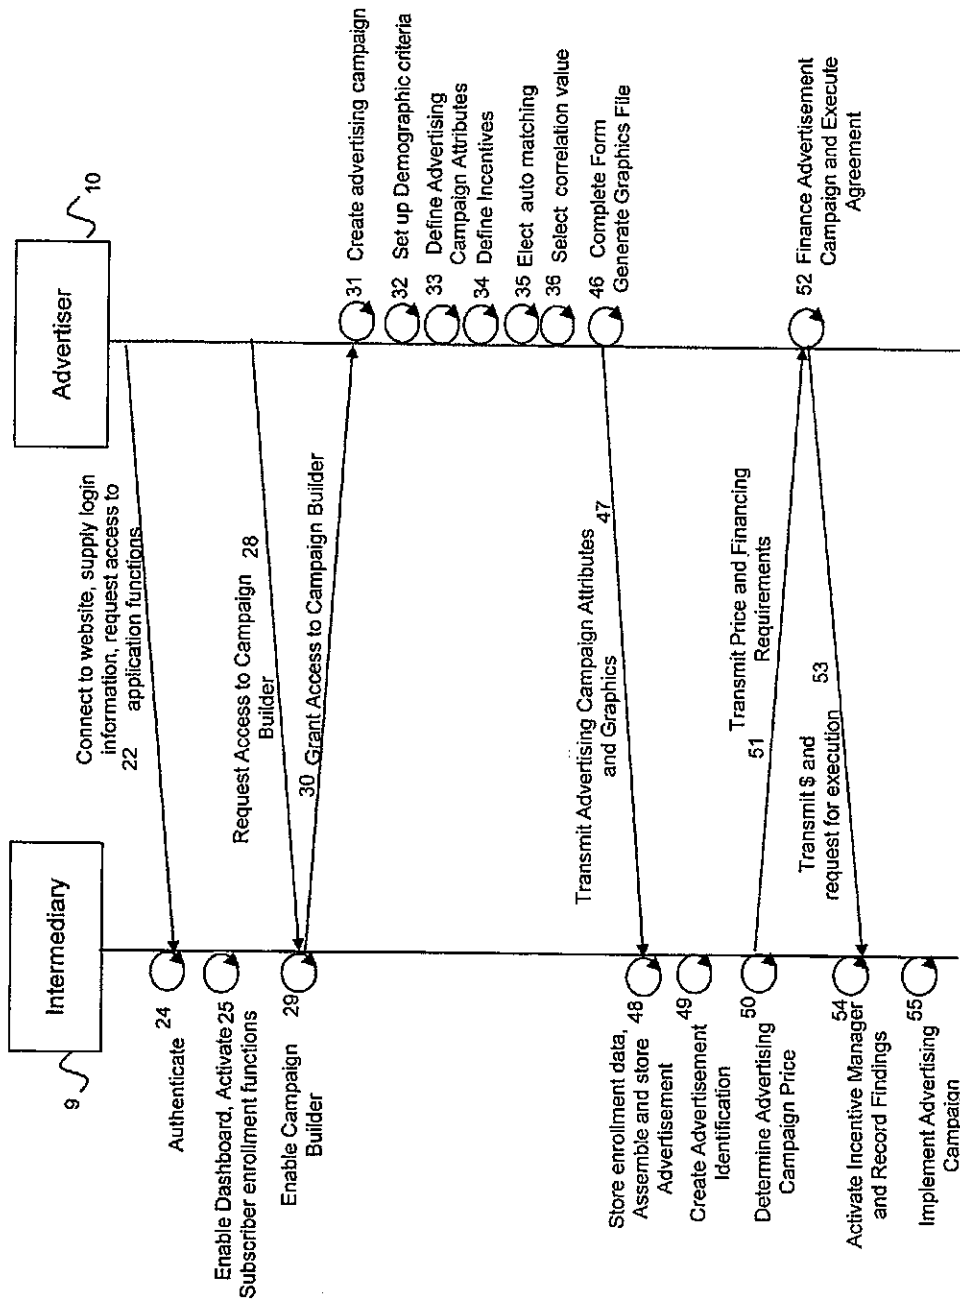 Intermediary
9
Advertiser
10
Connect to website, supply login
information, request access to
application functions
22
24
Authenticate
Enable Dashboard, Activate 25
Subscriber enrollment functions
Request Access to Campaign
Builder
28
29
Enable Campaign
Builder
30 Grant Access to Campaign Builder
31 Create advertising campaign
32 Set up Demographic criteria
33 Define Advertising
Campaign Attributes
34 Define Incentives
35 Elect auto matching
36 Select correlation value
46 Complete Form
Generate Graphics File
Transmit Advertising Campaign Attributes
and Graphics
47
48
Store enrollment data,
Assemble and store
Advertisement
49
Create Advertisement
Identification
50
Determine Advertising
Campaign Price
51
Transmit Price and Financing
Requirements
52 Finance Advertisement
Campaign and Execute
Agreement
Transmit $ and
request for execution
53
54
Activate Incentive Manager
and Record Findings
55
Implement Advertising
Campaign